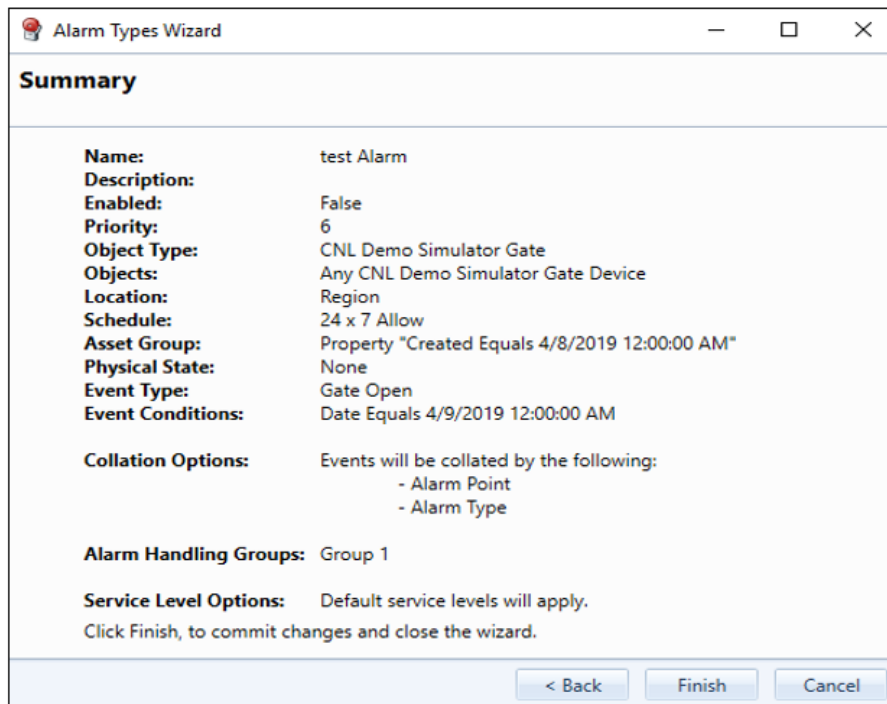 Alarm Types Wizard
Summary
Name: test Alarm
Description:
Enabled: False
Priority: 6
Object Type: CNL Demo Simulator Gate
Objects: Any CNL Demo Simulator Gate Device
Location: Region
Schedule: 24 x 7 Allow
Asset Group: Property "Created Equals 4/8/2019 12:00:00 AM"
Physical State: None
Event Type: Gate Open
Event Conditions: Date Equals 4/9/2019 12:00:00 AM
Collation Options: Events will be collated by the following:
- Alarm Point
- Alarm Type
Alarm Handling Groups: Group 1
Service Level Options: Default service levels will apply.
Click Finish, to commit changes and close the wizard.
< Back Finish Cancel